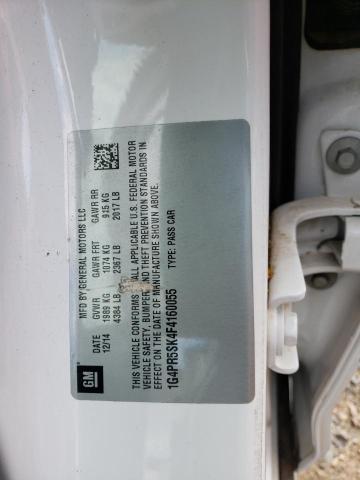 GM
MFD BY GENERAL MOTORS LLC
12/14 GVWR GAWR FRT GAWR RR
1989 KG 1074 KG 915 KG
4384 LB 2367 LB 2017 LB
THIS VEHICLE CONFORMS TO ALL APPLICABLE U.S. FEDERAL MOTOR
VEHICLE SAFETY, BUMPER, AND THEFT PREVENTION STANDARDS IN
EFFECT ON THE DATE OF MANUFACTURE SHOWN ABOVE.
1G4PR5SK4F4160055 TYPE: PASS CAR